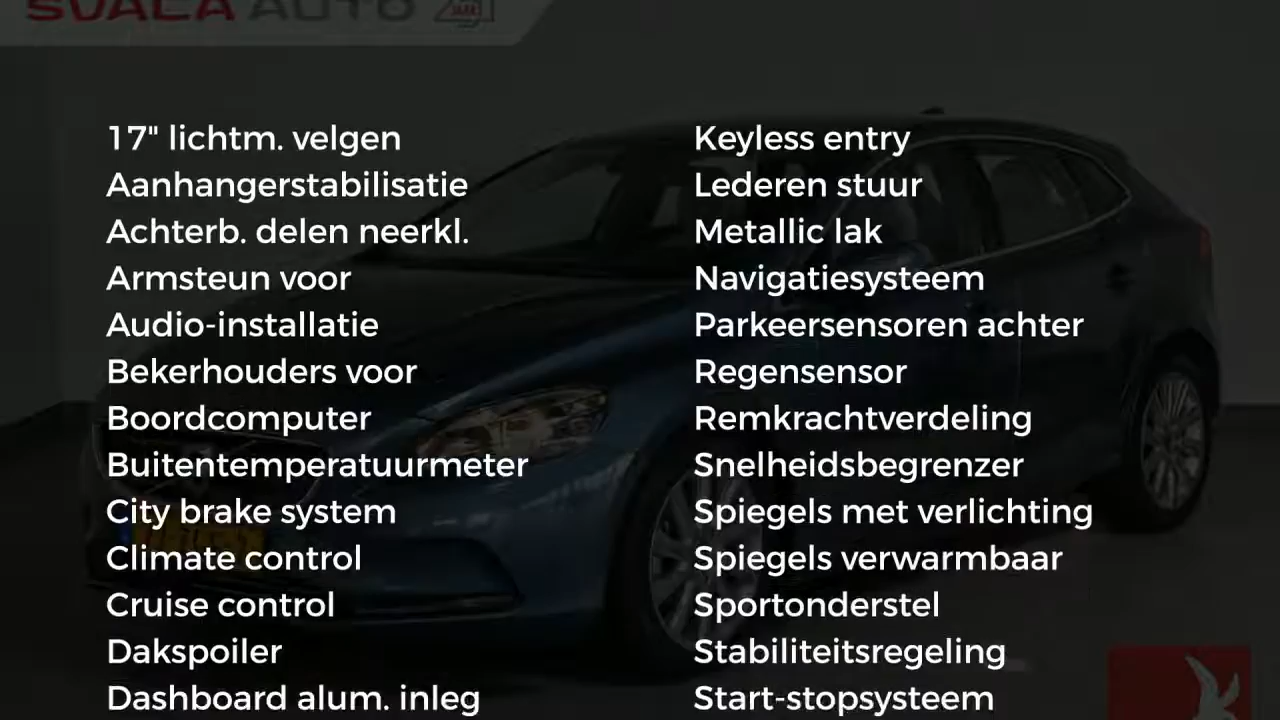 AUTO
17" lichtm. velgen
Aanhangerstabilisatie
Achterb. delen neerkl.
Armsteun voor
Audio-installatie
Bekerhouders voor
Boordcomputer
Buitentemperatuurmeter
City brake system
Climate control
Cruise control
Dakspoiler
Dashboard alum. inleg
Keyless entry
Lederen stuur
Metallic lak
Navigatiesysteem
Parkeersensoren achter
Regensensor
Remkrachtverdeling
Snelheidsbegrenzer
Spiegels met verlichting
Spiegels verwarmbaar
Sportonderstel
Stabiliteitsregeling
Start-stopsysteem